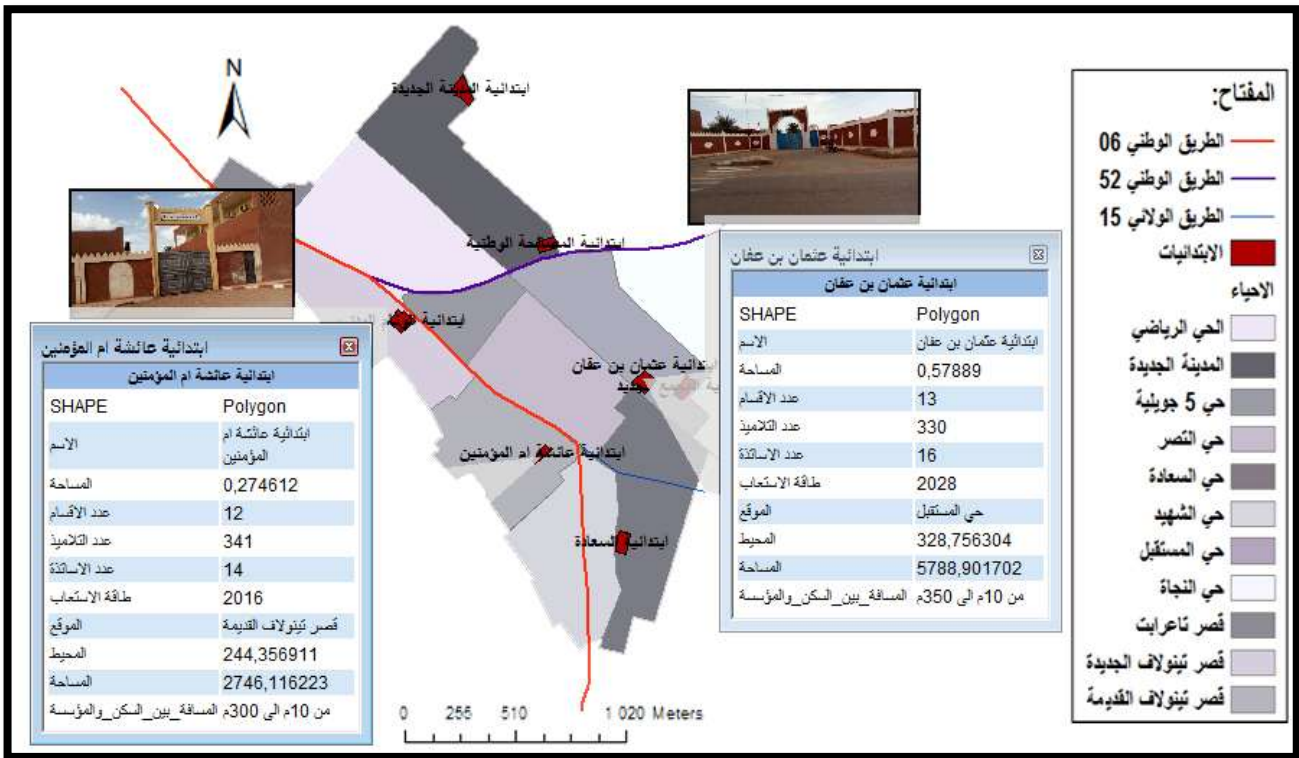 N
ابتدائية المدينة الجديدة
ابتدائية المصالحة الوطنية
ابتدائية
ابتدائية عثمان بن عفان
جديد
ابتدائية عائشة ام المؤمنين
ابتدائية السعادة
0 255 510 1 020 Meters
ابتدائية عائشة ام المؤمنين
ابتدائية عائشة ام المؤمنين
SHAPE Polygon
الاسم ابتدائية عائشة ام
المؤمنين
المساحة 0,274612
عدد الاقسام 12
عدد التلاميذ 341
عدد الاساتذة 14
طاقة الاستعاب 2016
الموقع قصر تينولاف القديمة
المحيط 244,356911
المساحة 2746,116223
المسافة_بين_السكن_والمؤسسة من 10م الى 300م
ابتدائية عثمان بن عفان
ابتدائية عثمان بن عفان
SHAPE Polygon
الاسم ابتدائية عثمان بن عفان
المساحة 0,57889
عدد الاقسام 13
عدد التلاميذ 330
عدد الاساتذة 16
طاقة الاستعاب 2028
الموقع حي المستقبل
المحيط 328,756304
المساحة 5788,901702
المسافة_بين_السكن_والمؤسسة من 10م الى 350م
المفتاح:
الطريق الوطني 06
الطريق الوطني 52
الطريق الولائي 15
الابتدائيات
الاحياء
الحي الرياضي
المدينة الجديدة
حي 5 جويلية
حي النصر
حي السعادة
حي الشهيد
حي المستقبل
حي النجاة
قصر تاعرابت
قصر تينولاف الجديدة
قصر تينولاف القديمة